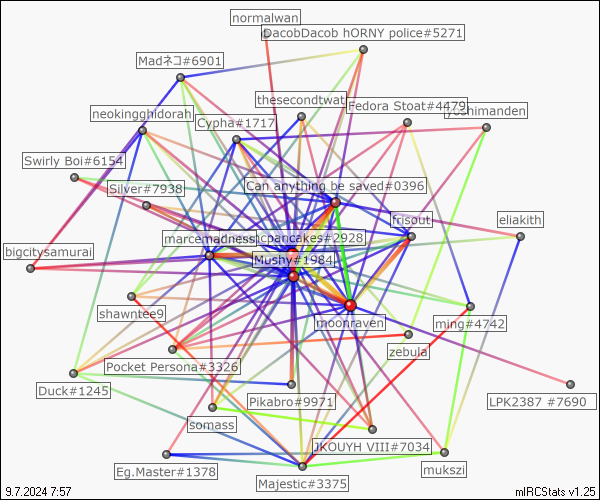 normalwan
DacobDacob hORNY police#5271
Madネコ#6901
thesecondtwat
Fedora Stoat#4479
yoshimanden
neokingghidorah
Cypha#1717
Swirly Boi#6154
Silver#7938
Can anything be saved#0396
frisout
eliakith
marcemadness
pancakes#2928
bigcitysamurai
Mushy#1984
shawntee9
moonraven
ming#4742
zebula
Pocket Persona#3326
Duck#1245
Pikabro#9971
LPK2387 #7690
somass
JKOUYH VIII#7034
mukszi
Eg.Master#1378
Majestic#3375
9.7.2024 7:57
mIRCStats v1.25